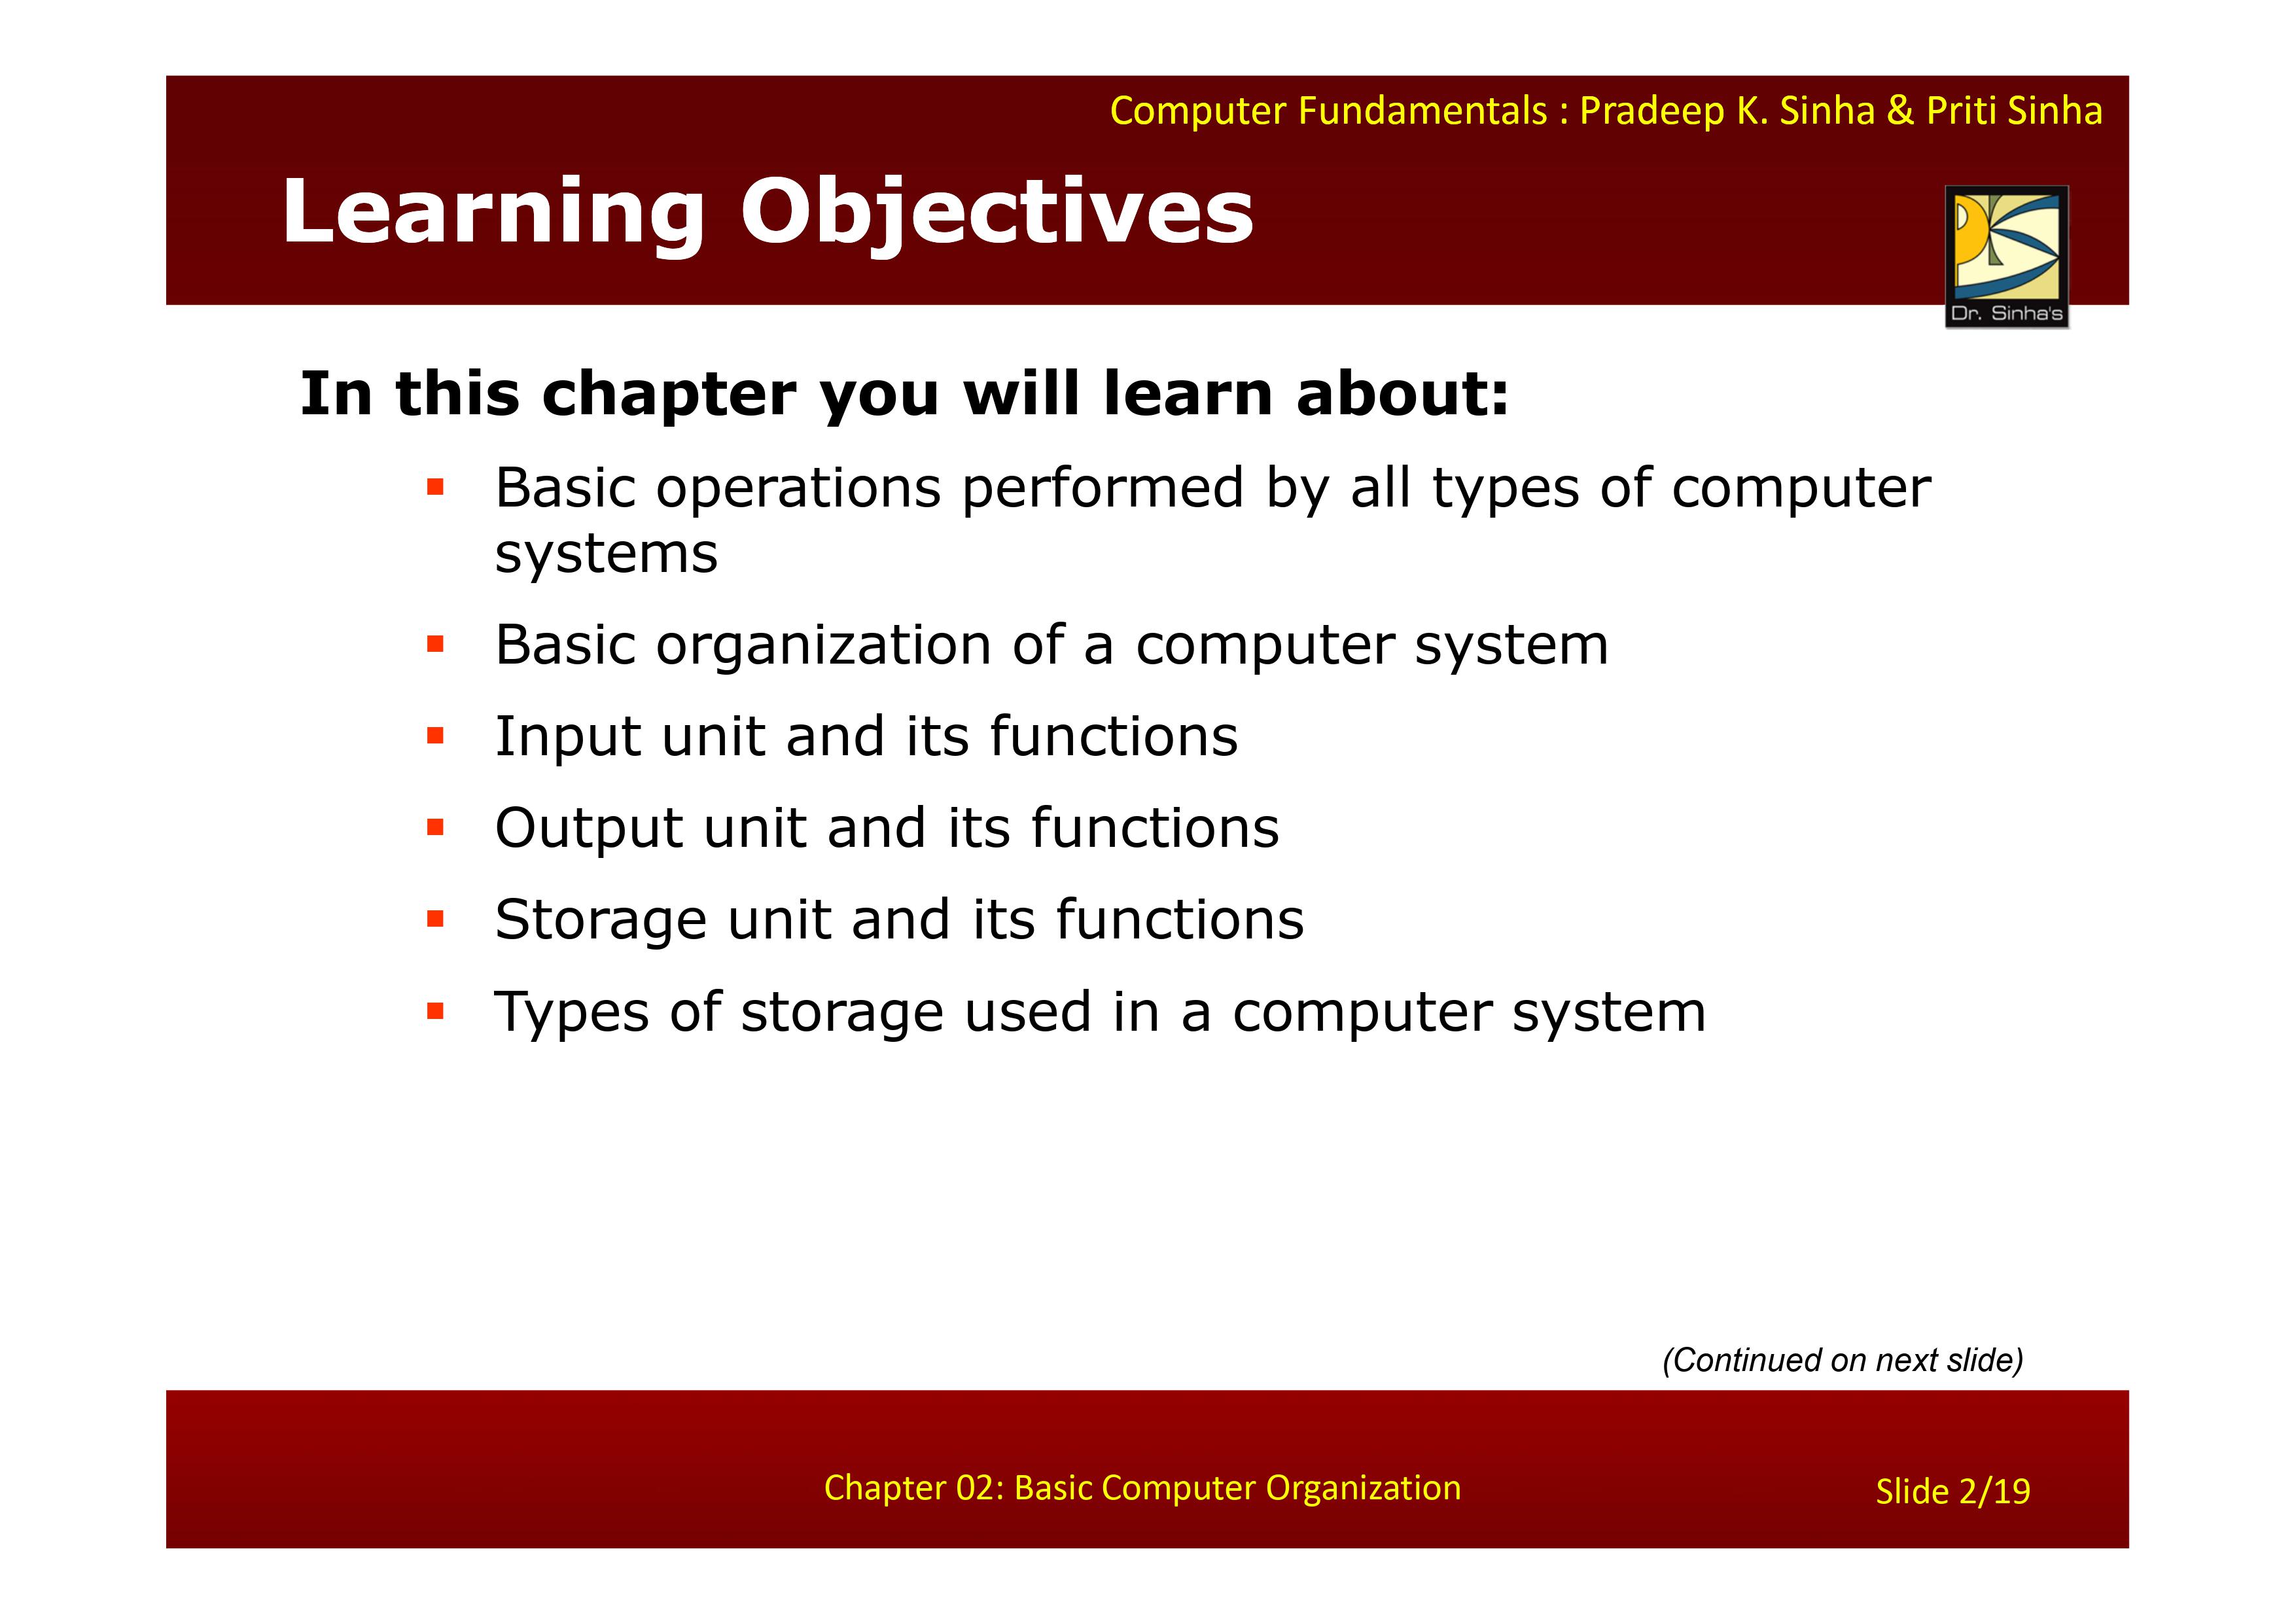 Computer Fundamentals : Pradeep K. Sinha & Priti Sinha
Learning Objectives
Dr. Sinha's
In this chapter you will learn about:
▪ Basic operations performed by all types of computer
systems
▪ Basic organization of a computer system
▪ Input unit and its functions
▪ Output unit and its functions
▪ Storage unit and its functions
▪ Types of storage used in a computer system
(Continued on next slide)
Chapter 02: Basic Computer Organization
Slide 2/19